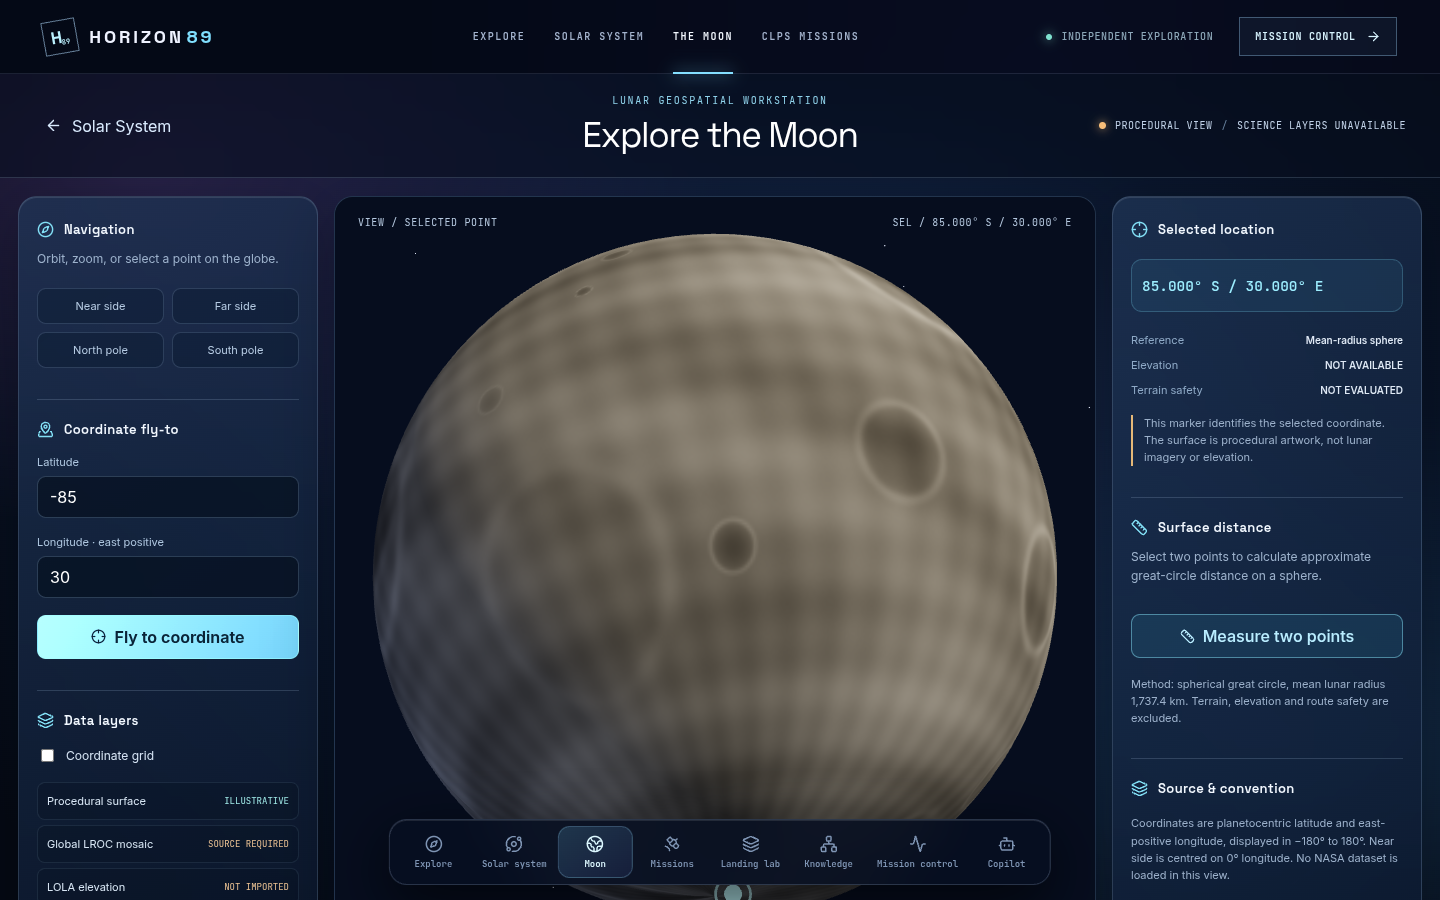 H89
HORIZON 89
EXPLORE
SOLAR SYSTEM
THE MOON
CLPS MISSIONS
INDEPENDENT EXPLORATION
MISSION CONTROL
Solar System
LUNAR GEOSPATIAL WORKSTATION
Explore the Moon
PROCEDURAL VIEW / SCIENCE LAYERS UNAVAILABLE
Navigation
Orbit, zoom, or select a point on the globe.
Near side
Far side
North pole
South pole
Coordinate fly-to
Latitude
-85
Longitude · east positive
30
Fly to coordinate
Data layers
Coordinate grid
Procedural surface ILLUSTRATIVE
Global LROC mosaic SOURCE REQUIRED
LOLA elevation NOT IMPORTED
VIEW / SELECTED POINT
SEL / 85.000° S / 30.000° E
Explore
Solar system
Moon
Missions
Landing lab
Knowledge
Mission control
Copilot
Selected location
85.000° S / 30.000° E
Reference Mean-radius sphere
Elevation NOT AVAILABLE
Terrain safety NOT EVALUATED
This marker identifies the selected coordinate.
The surface is procedural artwork, not lunar
imagery or elevation.
Surface distance
Select two points to calculate approximate
great-circle distance on a sphere.
Measure two points
Method: spherical great circle, mean lunar radius
1,737.4 km. Terrain, elevation and route safety are
excluded.
Source & convention
Coordinates are planetocentric latitude and east-
positive longitude, displayed in −180° to 180°. Near
side is centred on 0° longitude. No NASA dataset is
loaded in this view.